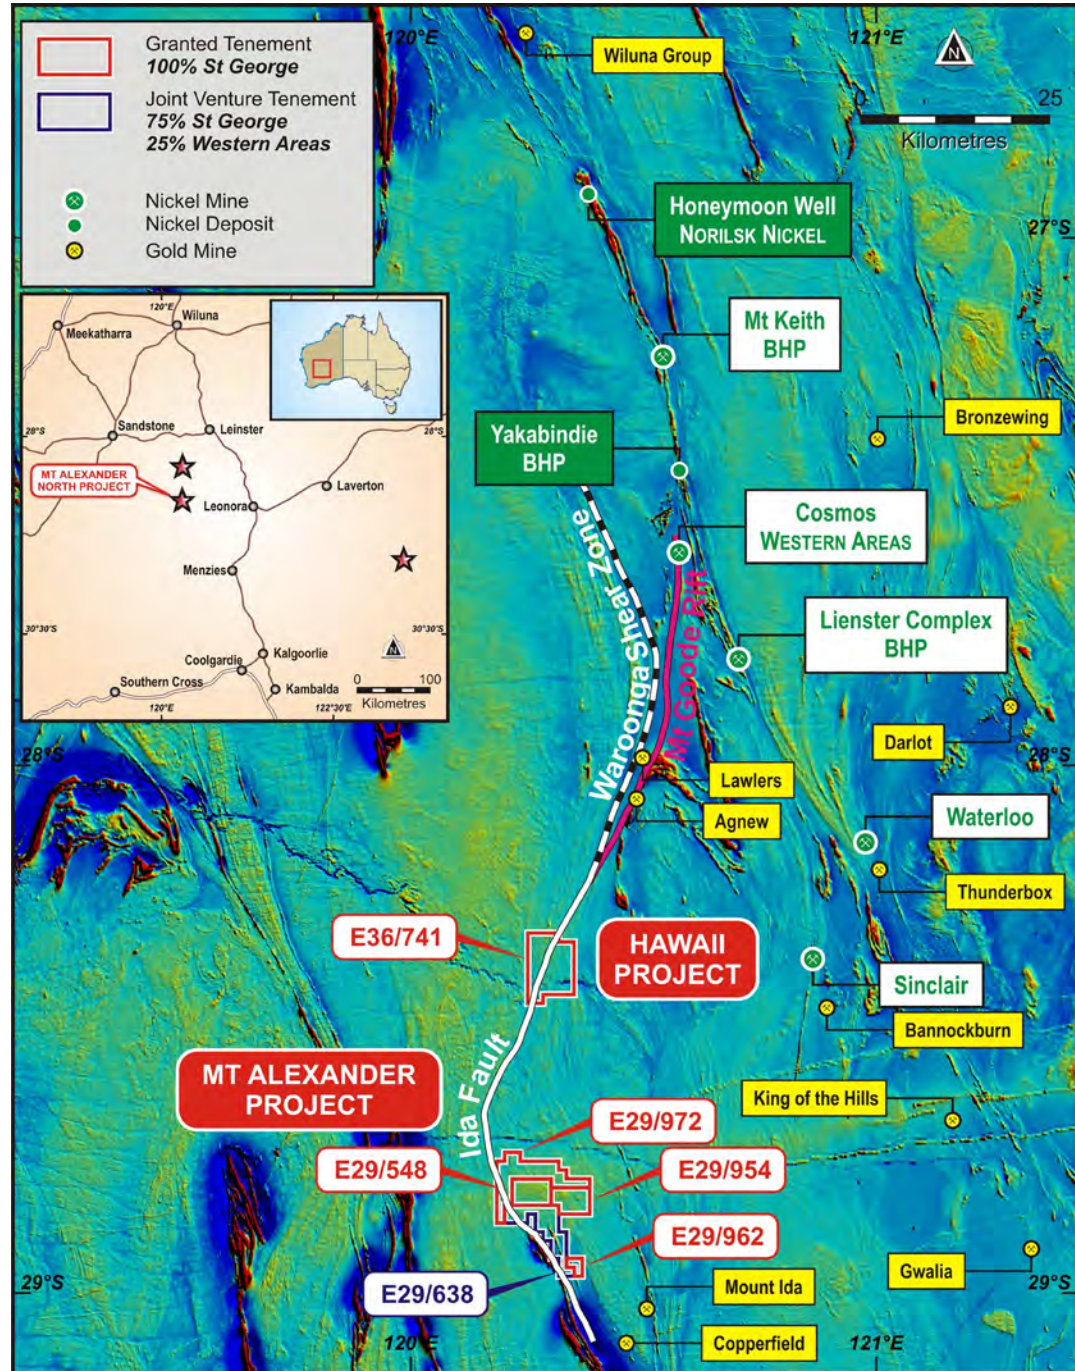 Granted Tenement
100% St George
Joint Venture Tenement
75% St George
25% Western Areas
Nickel Mine
Nickel Deposit
Gold Mine
120°E
121°E
N
0 25
Kilometres
Wiluna Group
Honeymoon Well
NORILSK NICKEL
27°S
Mt Keith
BHP
Bronzewing
Yakabindie
BHP
Cosmos
WESTERN AREAS
Lienster Complex
BHP
Waroonga Shear Zone
Mt Goode Rift
Darlot
28°S
28°S
Lawlers
Agnew
Waterloo
Thunderbox
E36/741
HAWAII
PROJECT
Sinclair
Bannockburn
Ida Fault
MT ALEXANDER
PROJECT
King of the Hills
E29/972
E29/548
E29/954
E29/962
E29/638
Gwalia
29°S
29°S
Mount Ida
Copperfield
120°E
121°E
120°E
Wiluna
Meekatharra
28°S
28°S
Sandstone
Leinster
MT ALEXANDER
NORTH PROJECT
Laverton
Leonora
Menzies
30°30'S
30°30'S
Coolgardie
Kalgoorlie
Southern Cross
Kambalda
N
0 100
Kilometres
120°E
122°30'E